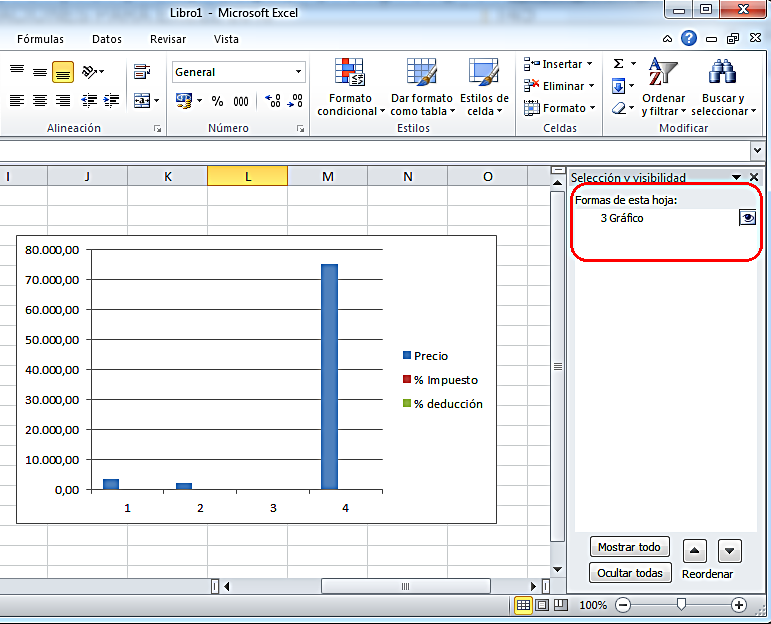 Libro1 - Microsoft Excel
Fórmulas Datos Revisar Vista
General
Insertar
Eliminar
Formato
% 000
Formato condicional
Dar formato como tabla
Estilos de celda
Ordenar y filtrar
Buscar y seleccionar
Alineación Número Estilos Celdas Modificar
I J K L M N O
Selección y visibilidad
Formas de esta hoja:
3 Gráfico
80.000,00
70.000,00
60.000,00
50.000,00
40.000,00
30.000,00
20.000,00
10.000,00
0,00
1 2 3 4
Precio
% Impuesto
% deducción
Mostrar todo
Ocultar todas
Reordenar
100%